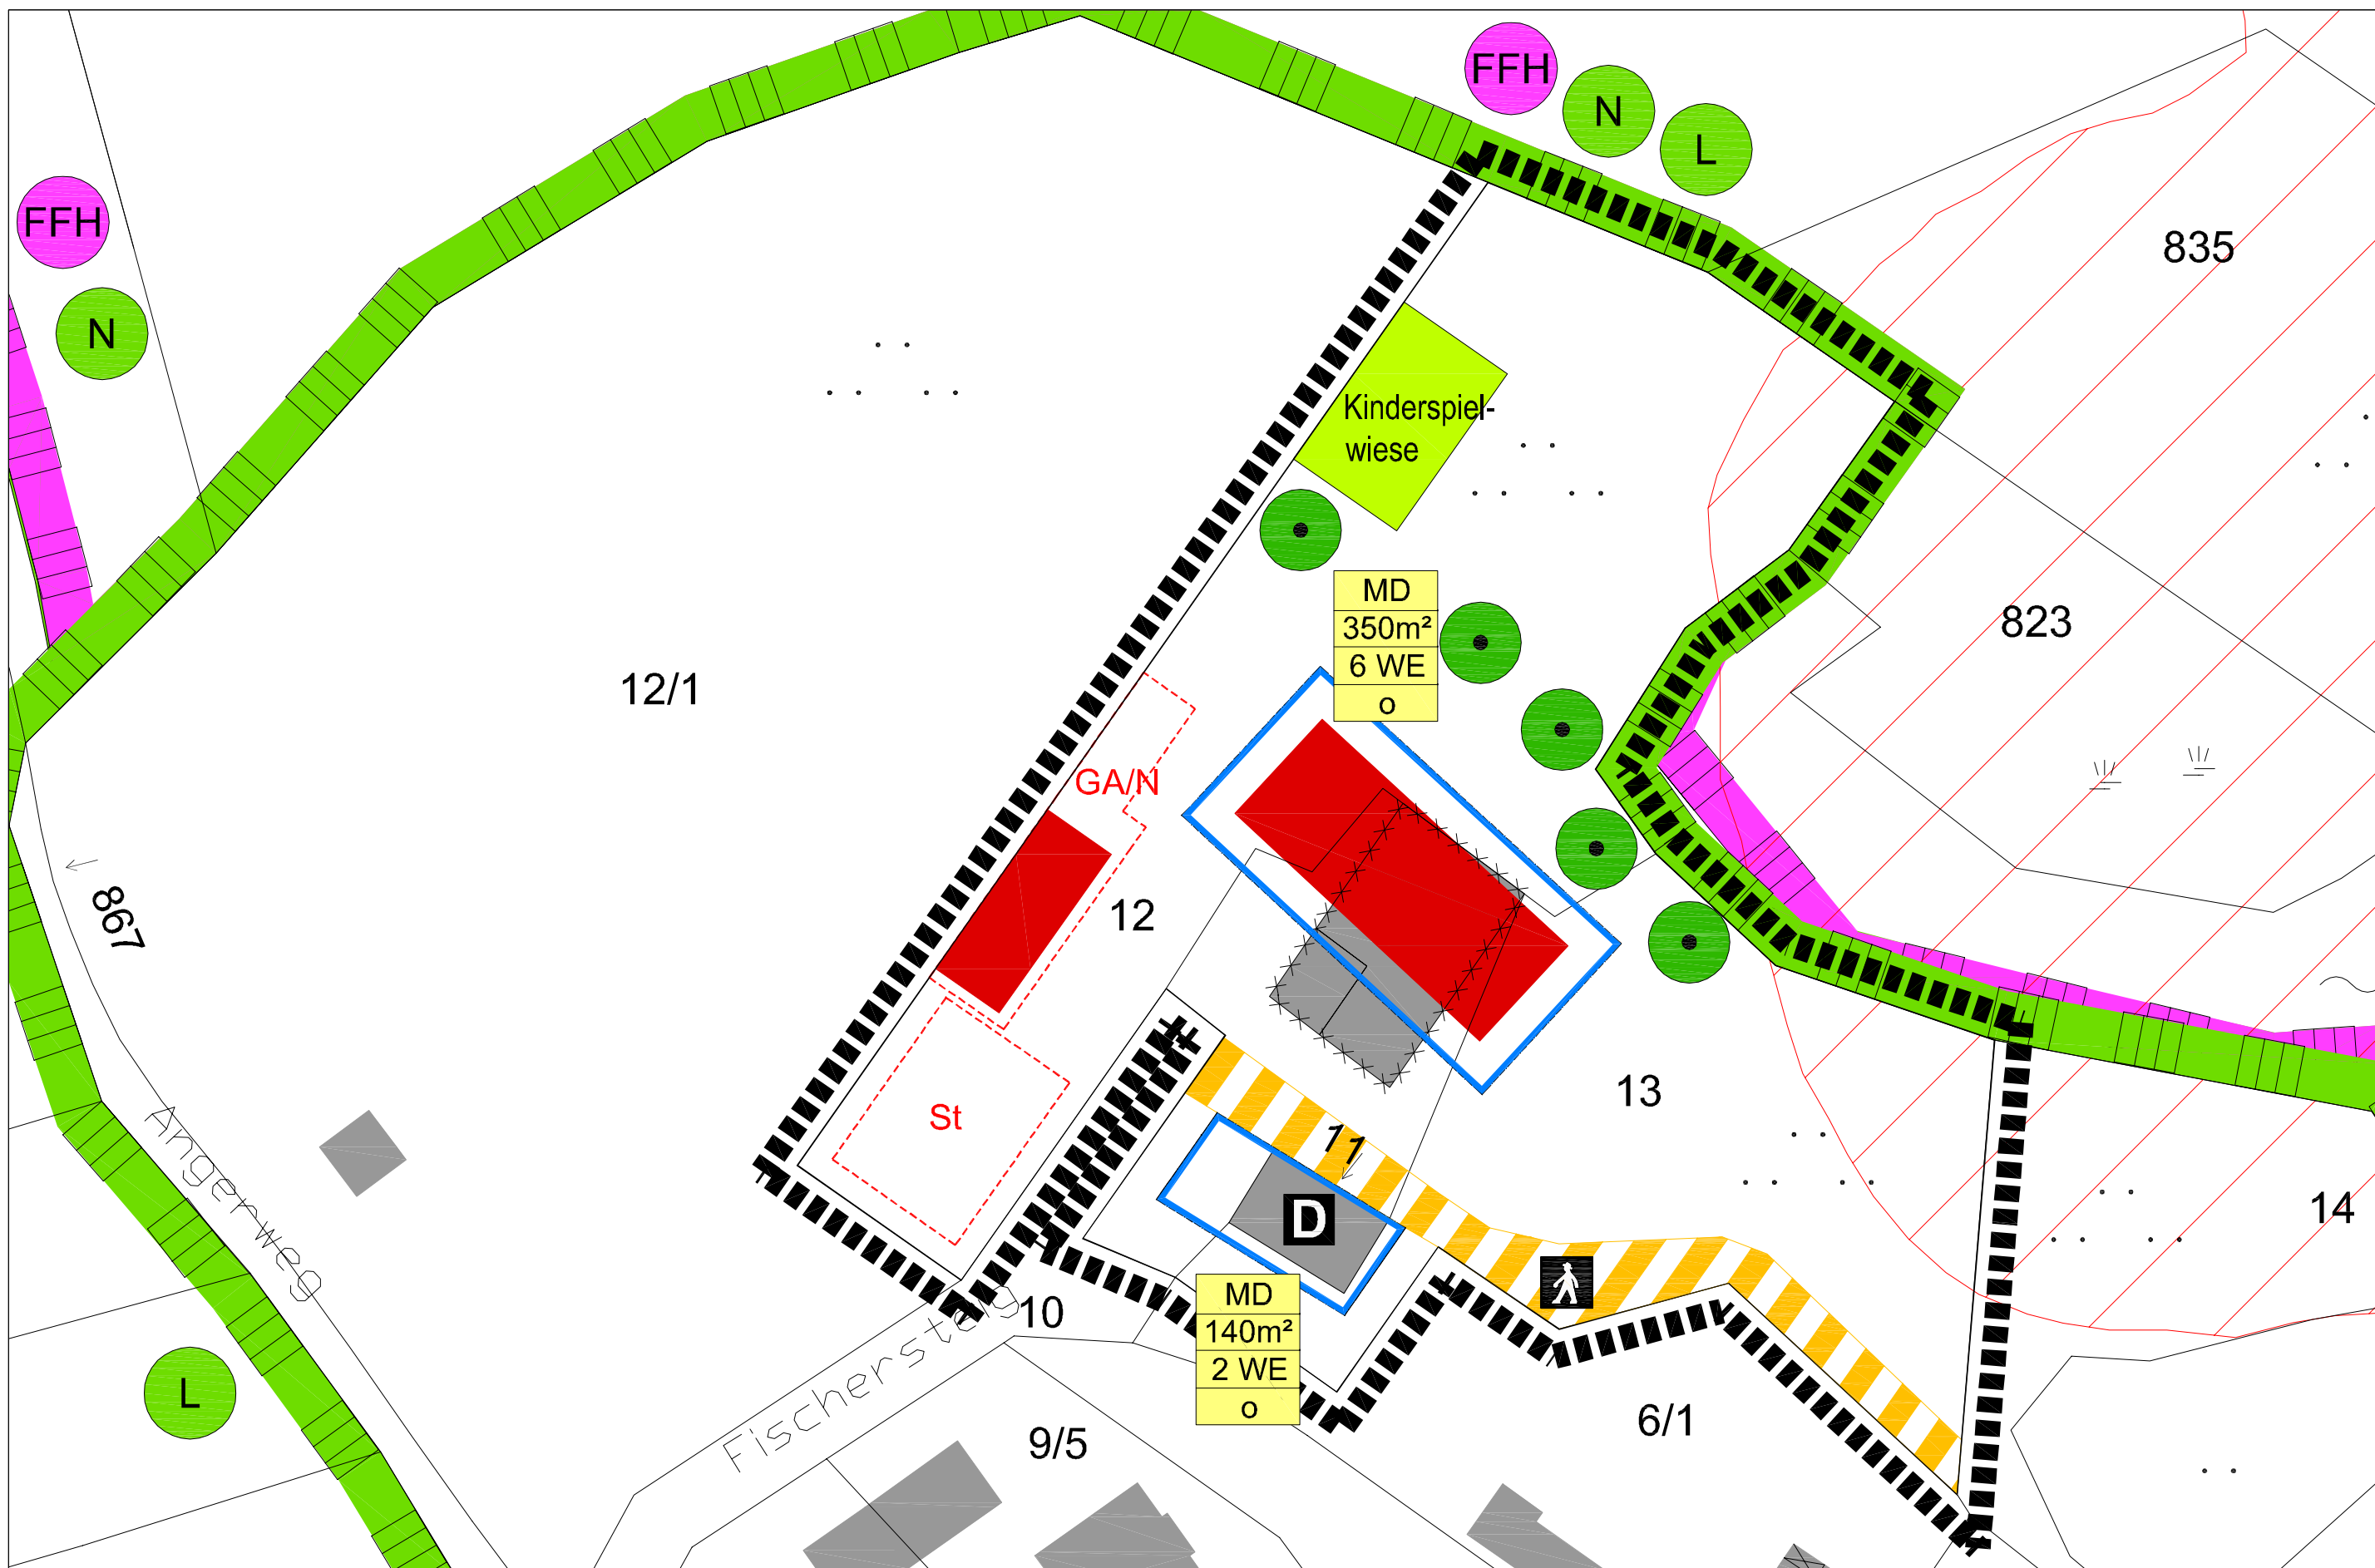 FFH
N
L
FFH
N
835
Kinderspiel-
wiese
MD
350m²
6 WE
o
823
12/1
GA/N
867
12
13
St
11
D
Angerweg
14
10
MD
140m²
2 WE
o
L
Fischersteig
9/5
6/1